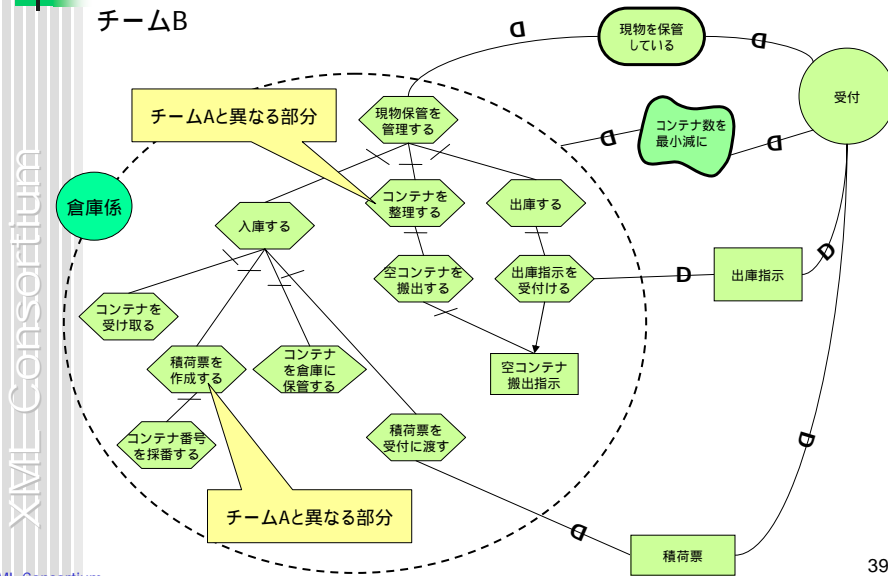 チームB
現物を保管
している
受付
チームAと異なる部分
現物保管を
管理する
コンテナ数を
最小減に
倉庫係
コンテナを
整理する
出庫する
入庫する
空コンテナを
搬出する
出庫指示を
受付ける
出庫指示
コンテナを
受け取る
積荷票を
作成する
コンテナ
を倉庫に
保管する
空コンテナ
搬出指示
コンテナ番号
を採番する
積荷票を
受付に渡す
チームAと異なる部分
積荷票
D
D
D
D
D
D
D
D
XML Consortium
39